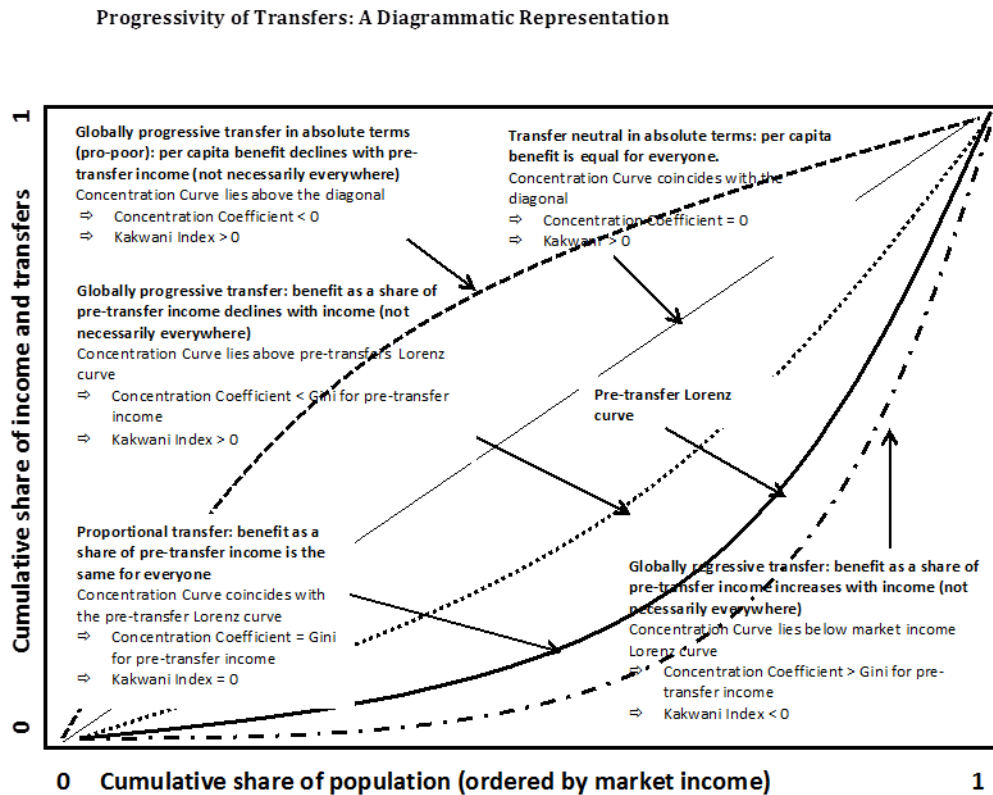 Progressivity of Transfers: A Diagrammatic Representation
Cumulative share of income and transfers
1
0
Globally progressive transfer in absolute terms
(pro-poor): per capita benefit declines with pre-
transfer income (not necessarily everywhere)
Concentration Curve lies above the diagonal
⇨ Concentration Coefficient < 0
⇨ Kakwani Index > 0
Transfer neutral in absolute terms: per capita
benefit is equal for everyone.
Concentration Curve coincides with the
diagonal
⇨ Concentration Coefficient = 0
⇨ Kakwani > 0
Globally progressive transfer: benefit as a share of
pre-transfer income declines with income (not
necessarily everywhere)
Concentration Curve lies above pre-transfers Lorenz
curve
⇨ Concentration Coefficient < Gini for pre-transfer
income
⇨ Kakwani Index > 0
Pre-transfer Lorenz
curve
Proportional transfer: benefit as a
share of pre-transfer income is the
same for everyone
Concentration Curve coincides with
the pre-transfer Lorenz curve
⇨ Concentration Coefficient = Gini
for pre-transfer income
⇨ Kakwani Index = 0
Globally regressive transfer: benefit as a share of
pre-transfer income increases with income (not
necessarily everywhere)
Concentration Curve lies below market income
Lorenz curve
⇨ Concentration Coefficient > Gini for pre-
transfer income
⇨ Kakwani Index < 0
0 Cumulative share of population (ordered by market income) 1